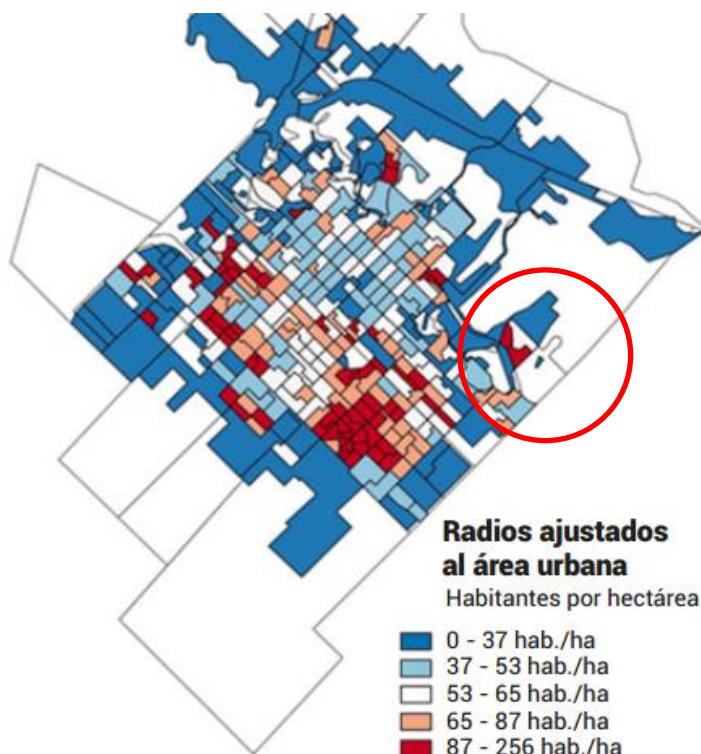 Radios ajustados
al área urbana
Habitantes por hectárea
0 - 37 hab./ha
37 - 53 hab./ha
53 - 65 hab./ha
65 - 87 hab./ha
87 - 256 hab./ha